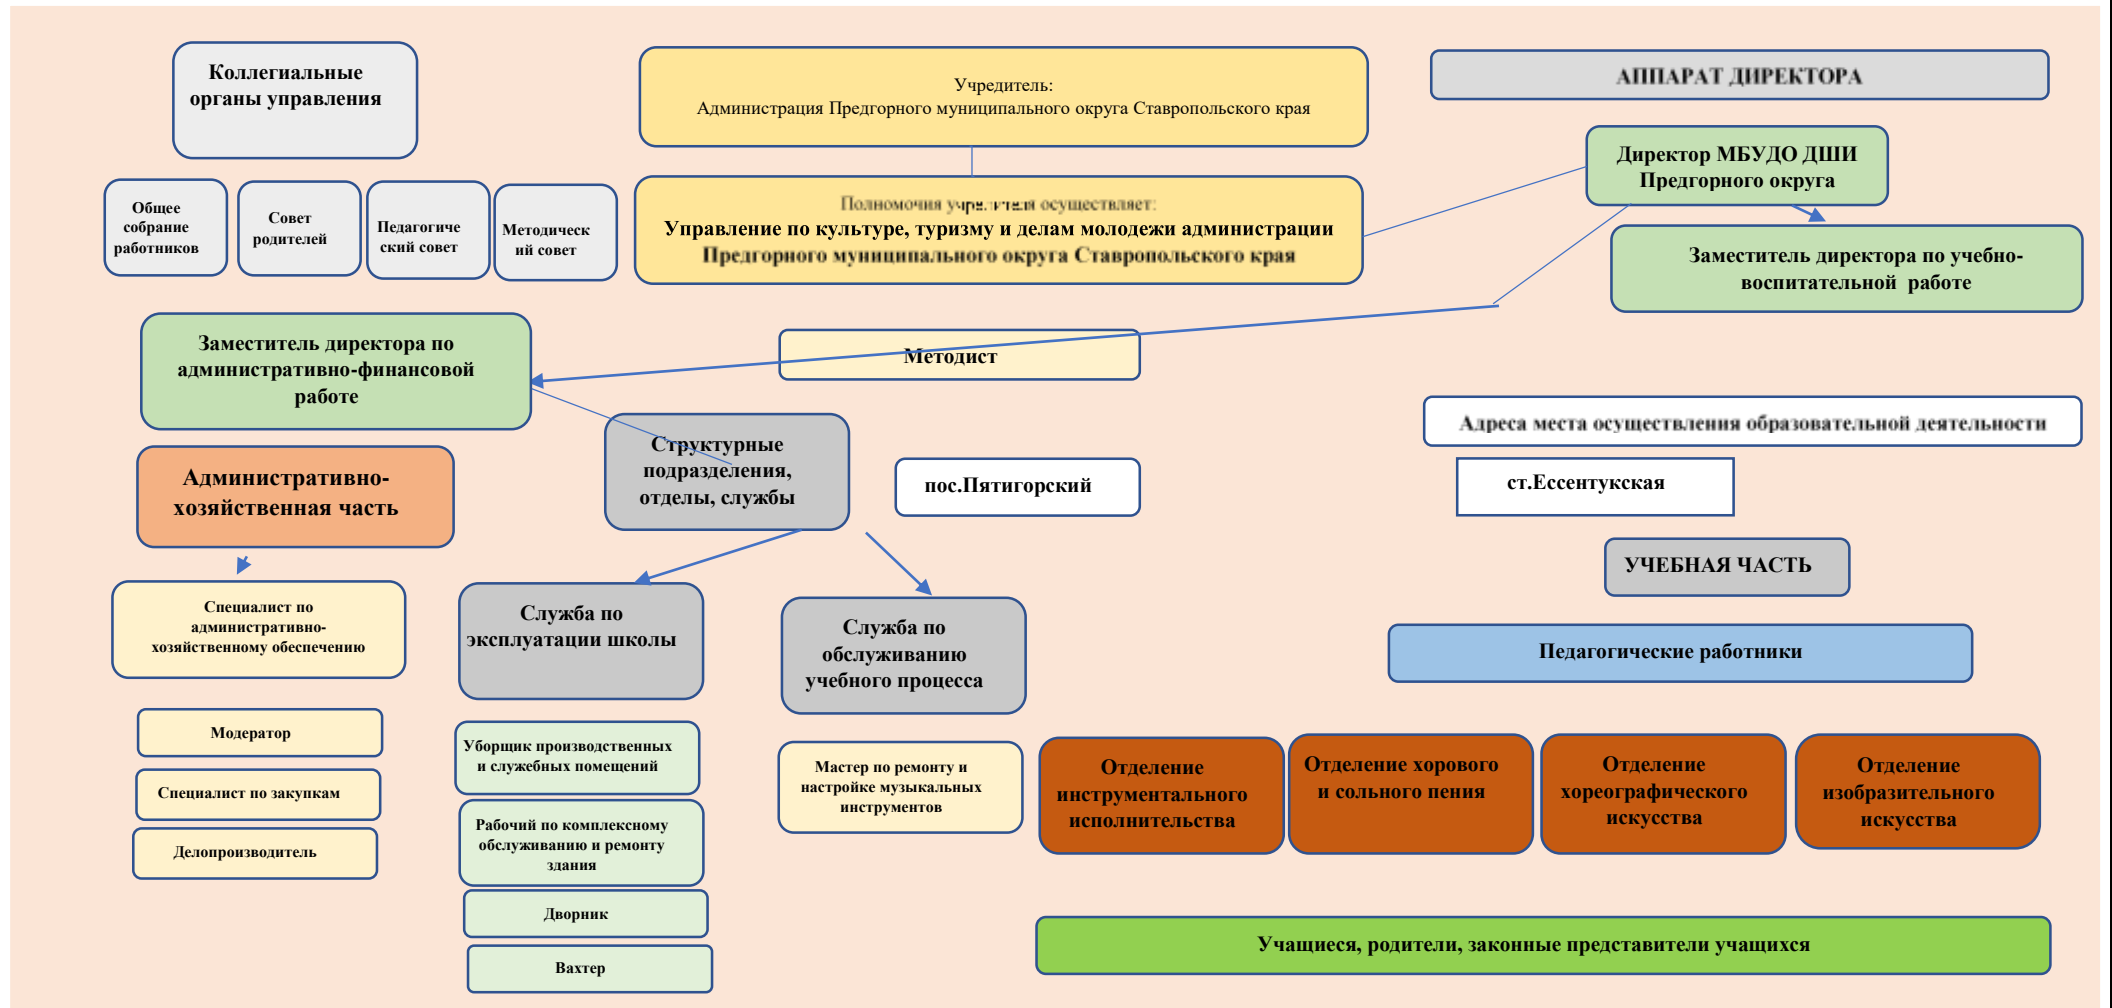 Коллегиальные
органы управления
Учредитель:
Администрация Предгорного муниципального округа Ставропольского края
АППАРАТ ДИРЕКТОРА
Директор МБУДО ДШИ
Предгорного округа
Общее
собрание
работников
Совет
родителей
Педагогиче
ский совет
Методическ
ий совет
Полномочия учредителя осуществляет:
Управление по культуре, туризму и делам молодежи администрации
Предгорного муниципального округа Ставропольского края
Заместитель директора по учебно-
воспитательной работе
Заместитель директора по
административно-финансовой
работе
Методист
Адреса места осуществления образовательной деятельности
Административно-
хозяйственная часть
Структурные
подразделения,
отделы, службы
пос.Пятигорский
ст.Ессентукская
УЧЕБНАЯ ЧАСТЬ
Специалист по
административно-
хозяйственному обеспечению
Служба по
эксплуатации школы
Служба по
обслуживанию
учебного процесса
Педагогические работники
Модератор
Специалист по закупкам
Делопроизводитель
Уборщик производственных
и служебных помещений
Рабочий по комплексному
обслуживанию и ремонту
здания
Дворник
Вахтер
Мастер по ремонту и
настройке музыкальных
инструментов
Отделение
инструментального
исполнительства
Отделение хорового
и сольного пения
Отделение
хореографического
искусства
Отделение
изобразительного
искусства
Учащиеся, родители, законные представители учащихся